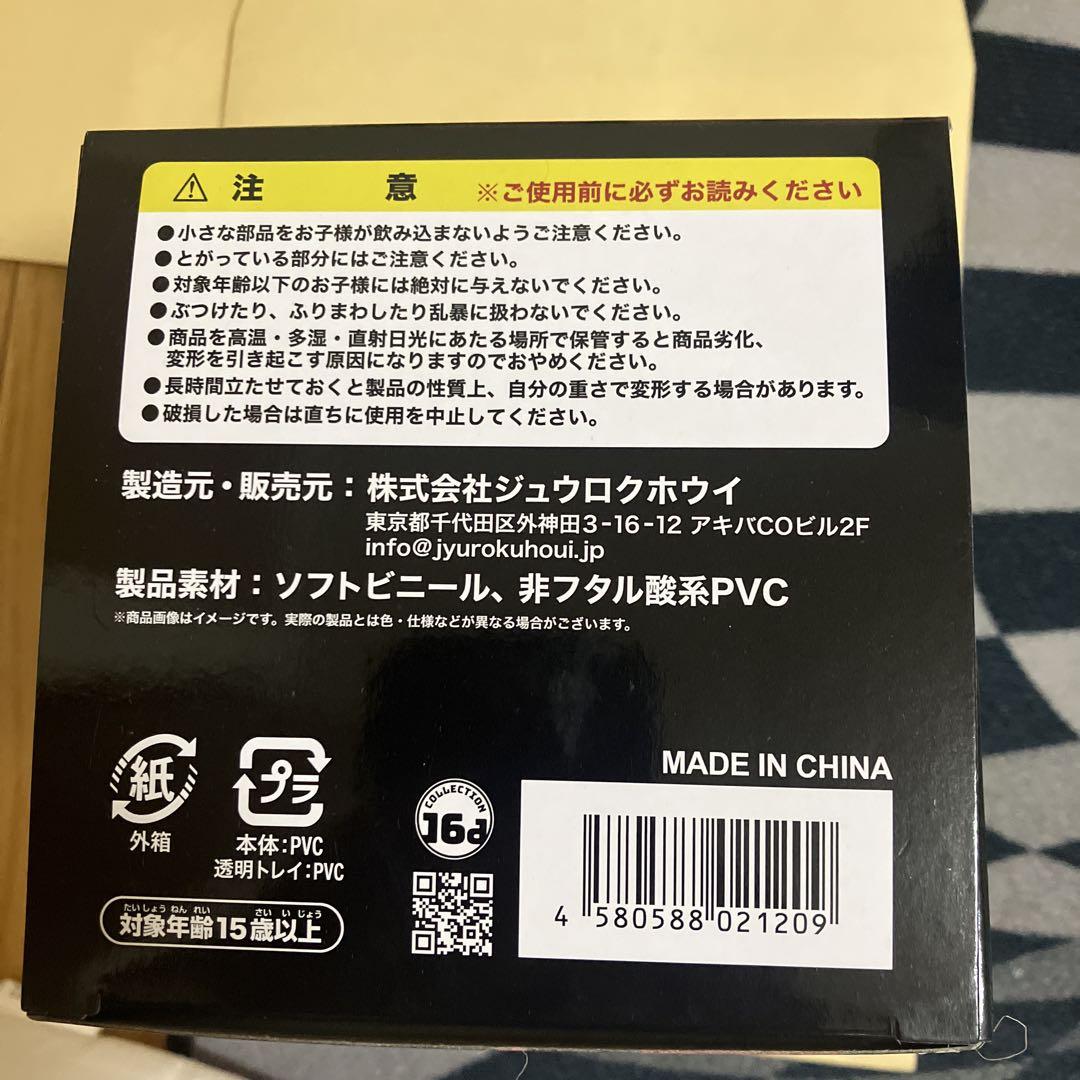 注 意 ※ご使用前に必ずお読みください
●小さな部品をお子様が飲み込まないようご注意ください。
●とがっている部分にはご注意ください。
●対象年齢以下のお子様には絶対に与えないでください。
●ぶつけたり、ふりまわしたり乱暴に扱わないでください。
●商品を高温・多湿・直射日光にあたる場所で保管すると商品劣化、
変形を引き起こす原因になりますのでおやめください。
●長時間立たせておくと製品の性質上、自分の重さで変形する場合があります。
●破損した場合は直ちに使用を中止してください。
製造元・販売元：株式会社ジュウロクホウイ
東京都千代田区外神田3-16-12 アキバCOビル2F
info@jyurokuhoui.jp
製品素材：ソフトビニール、非フタル酸系PVC
※商品画像はイメージです。実際の製品とは色・仕様などが異なる場合がございます。
MADE IN CHINA
紙
外箱
プラ
本体:PVC
透明トレイ:PVC
COLLECTION
16d
たいしょうねんれい さいいじょう
対象年齢15歳以上
4 580588 021209